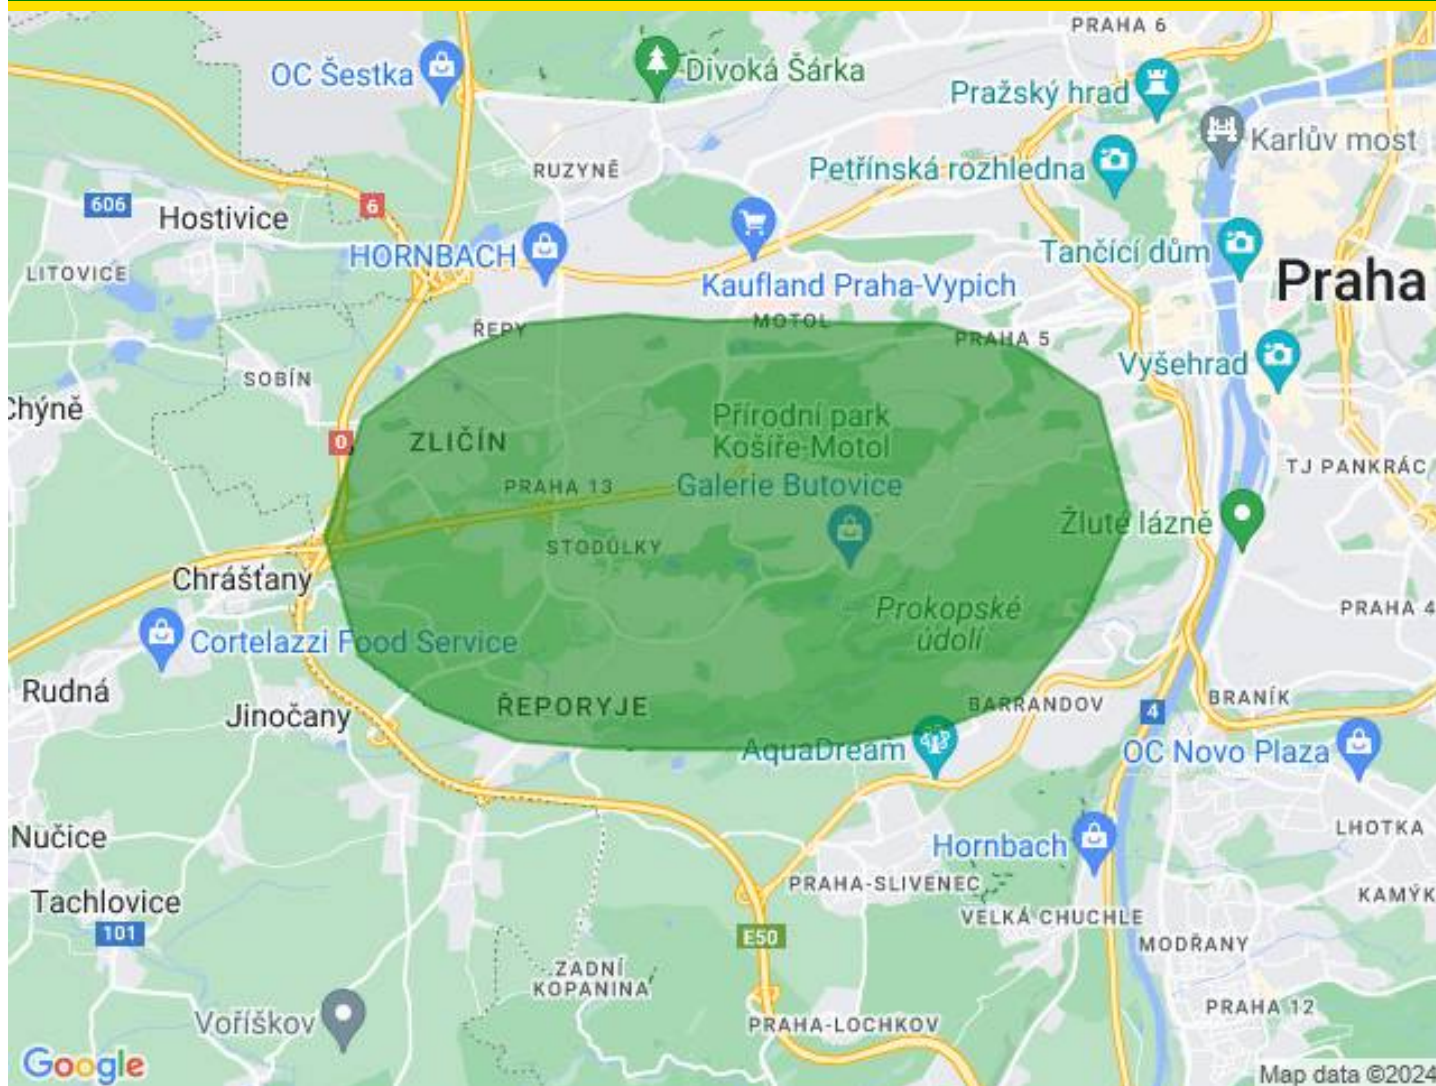 PRAHA 6
OC Šestka
Divoká Šárka
Pražský hrad
Karlův most
RUZYNĚ
Petřínská rozhledna
606
6
Hostivice
HORNBACH
Tančící dům
LITOVICE
Kaufland Praha-Vypich
Praha
ŘEPY
MOTOL
PRAHA 5
SOBÍN
Vyšehrad
Chýně
Přírodní park
Košíře-Motol
0
ZLIČÍN
TJ PANKRÁC
PRAHA 13
Galerie Butovice
Žluté lázně
STODŮLKY
Chrášťany
Prokopské
údolí
PRAHA 4
Cortelazzi Food Service
Rudná
Jinočany
ŘEPORYJE
BARRANDOV
4
BRANÍK
AquaDream
OC Novo Plaza
Nučice
Hornbach
LHOTKA
PRAHA-SLIVENEC
Tachlovice
101
VELKÁ CHUCHLE
KAMÝK
E50
MODŘANY
ZADNÍ
KOPANINA
Voříškov
PRAHA-LOCHKOV
PRAHA 12
Google
Map data ©2024